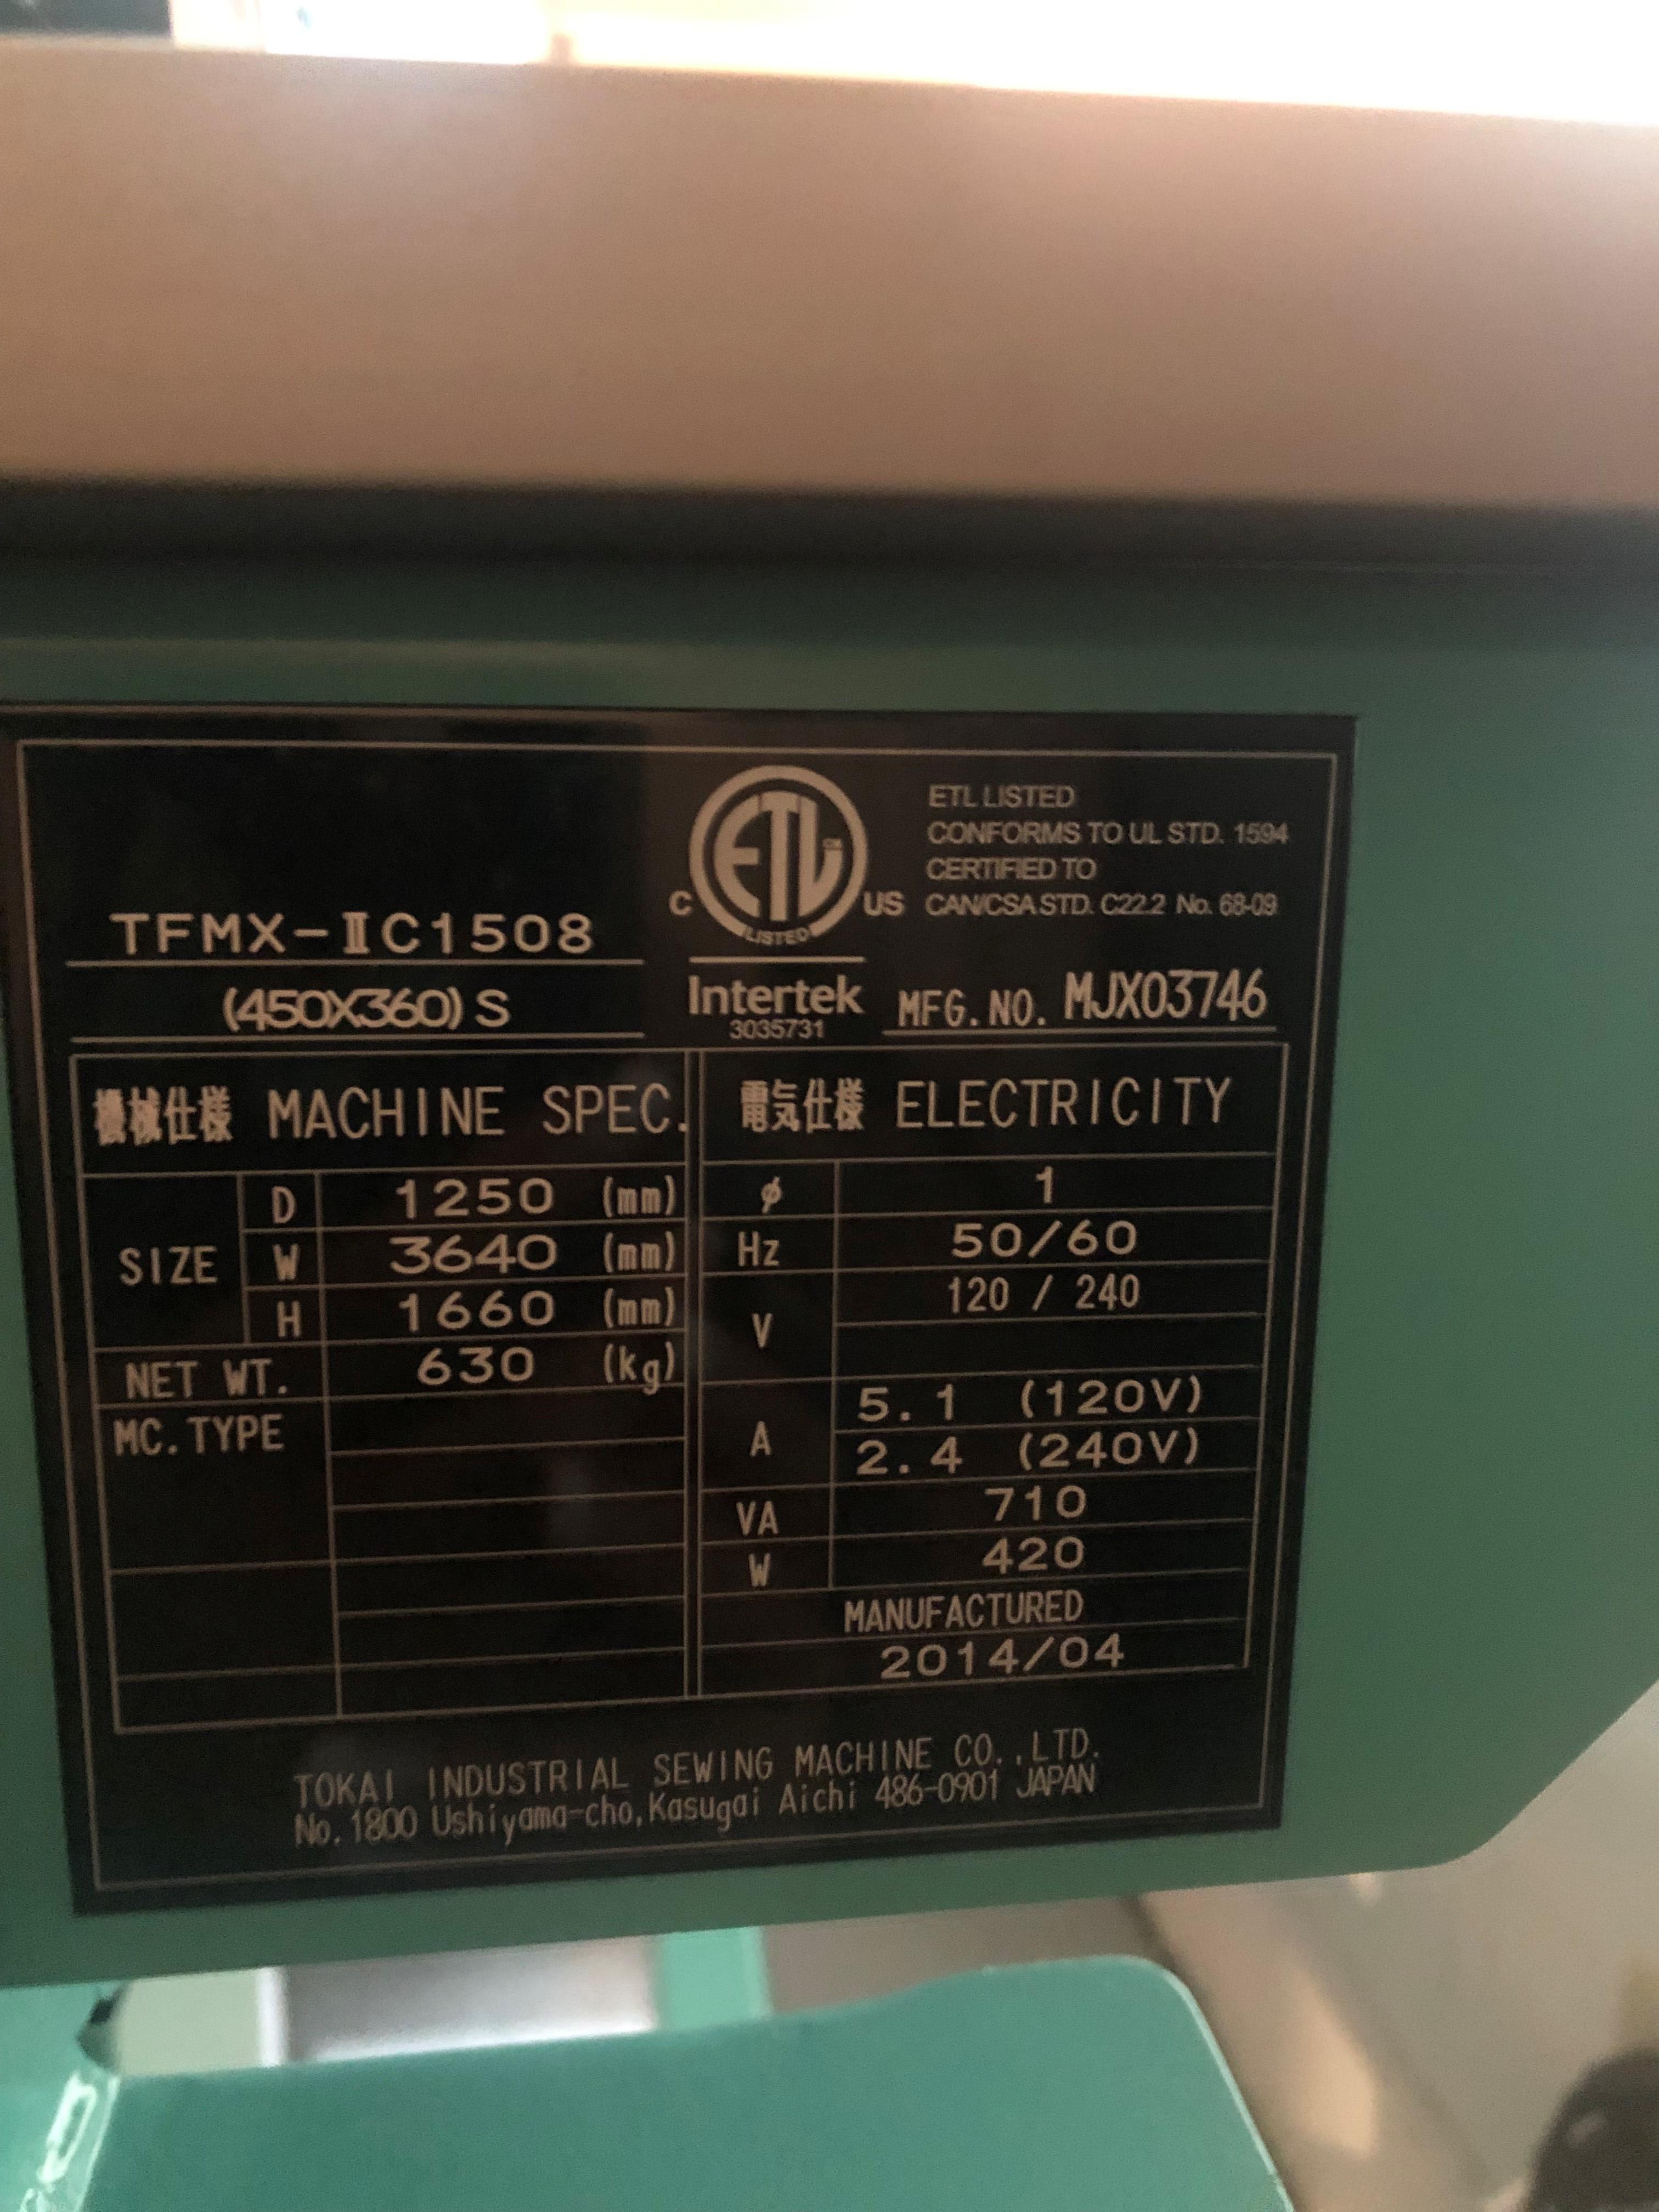 TFMX-ⅡC1508
(450X360) S
ETL
CM
LISTED
C US
Intertek
3035731
ETL LISTED
CONFORMS TO UL STD. 1594
CERTIFIED TO
CAN/CSA STD. C22.2 No. 68-09
MFG.NO. MJX03746
機械仕様 MACHINE SPEC.
SIZE
D 1250 (mm)
W 3640 (mm)
H 1660 (mm)
NET WT. 630 (kg)
MC.TYPE
電気仕様 ELECTRICITY
φ 1
Hz 50/60
V 120 / 240
A 5.1 (120V)
2.4 (240V)
VA 710
W 420
MANUFACTURED
2014/04
TOKAI INDUSTRIAL SEWING MACHINE CO.,LTD.
No.1800 Ushiyama-cho,Kasugai Aichi 486-0901 JAPAN